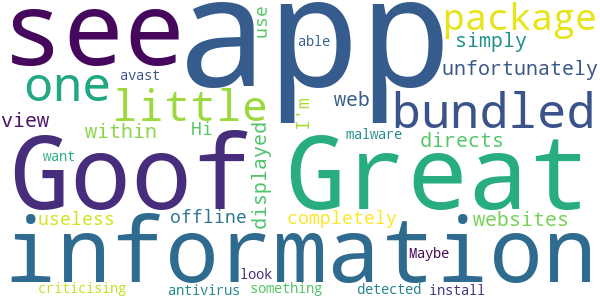 see app package
use
able
simply
one avast
unfortunately
little web bundled
view within Hi I'm
malware
directs
displayed
want Goof Great
useless offline completely websites
information
Maybe
look
criticising antivirus something detected install